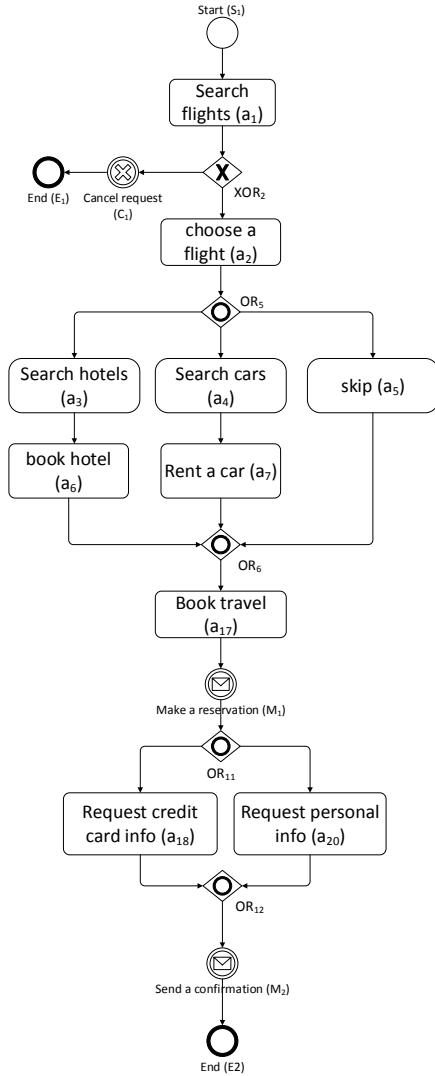 Start (S₁)
Search
flights (a₁)
X
XOR₂
End (E₁)
Cancel request
(C₁)
choose a
flight (a₂)
OR₅
Search hotels
(a₃)
Search cars
(a₄)
skip (a₅)
book hotel
(a₆)
Rent a car (a₇)
OR₆
Book travel
(a₁₇)
Make a reservation (M₁)
OR₁₁
Request credit
card info (a₁₈)
Request personal
info (a₂₀)
OR₁₂
Send a confirmation (M₂)
End (E2)